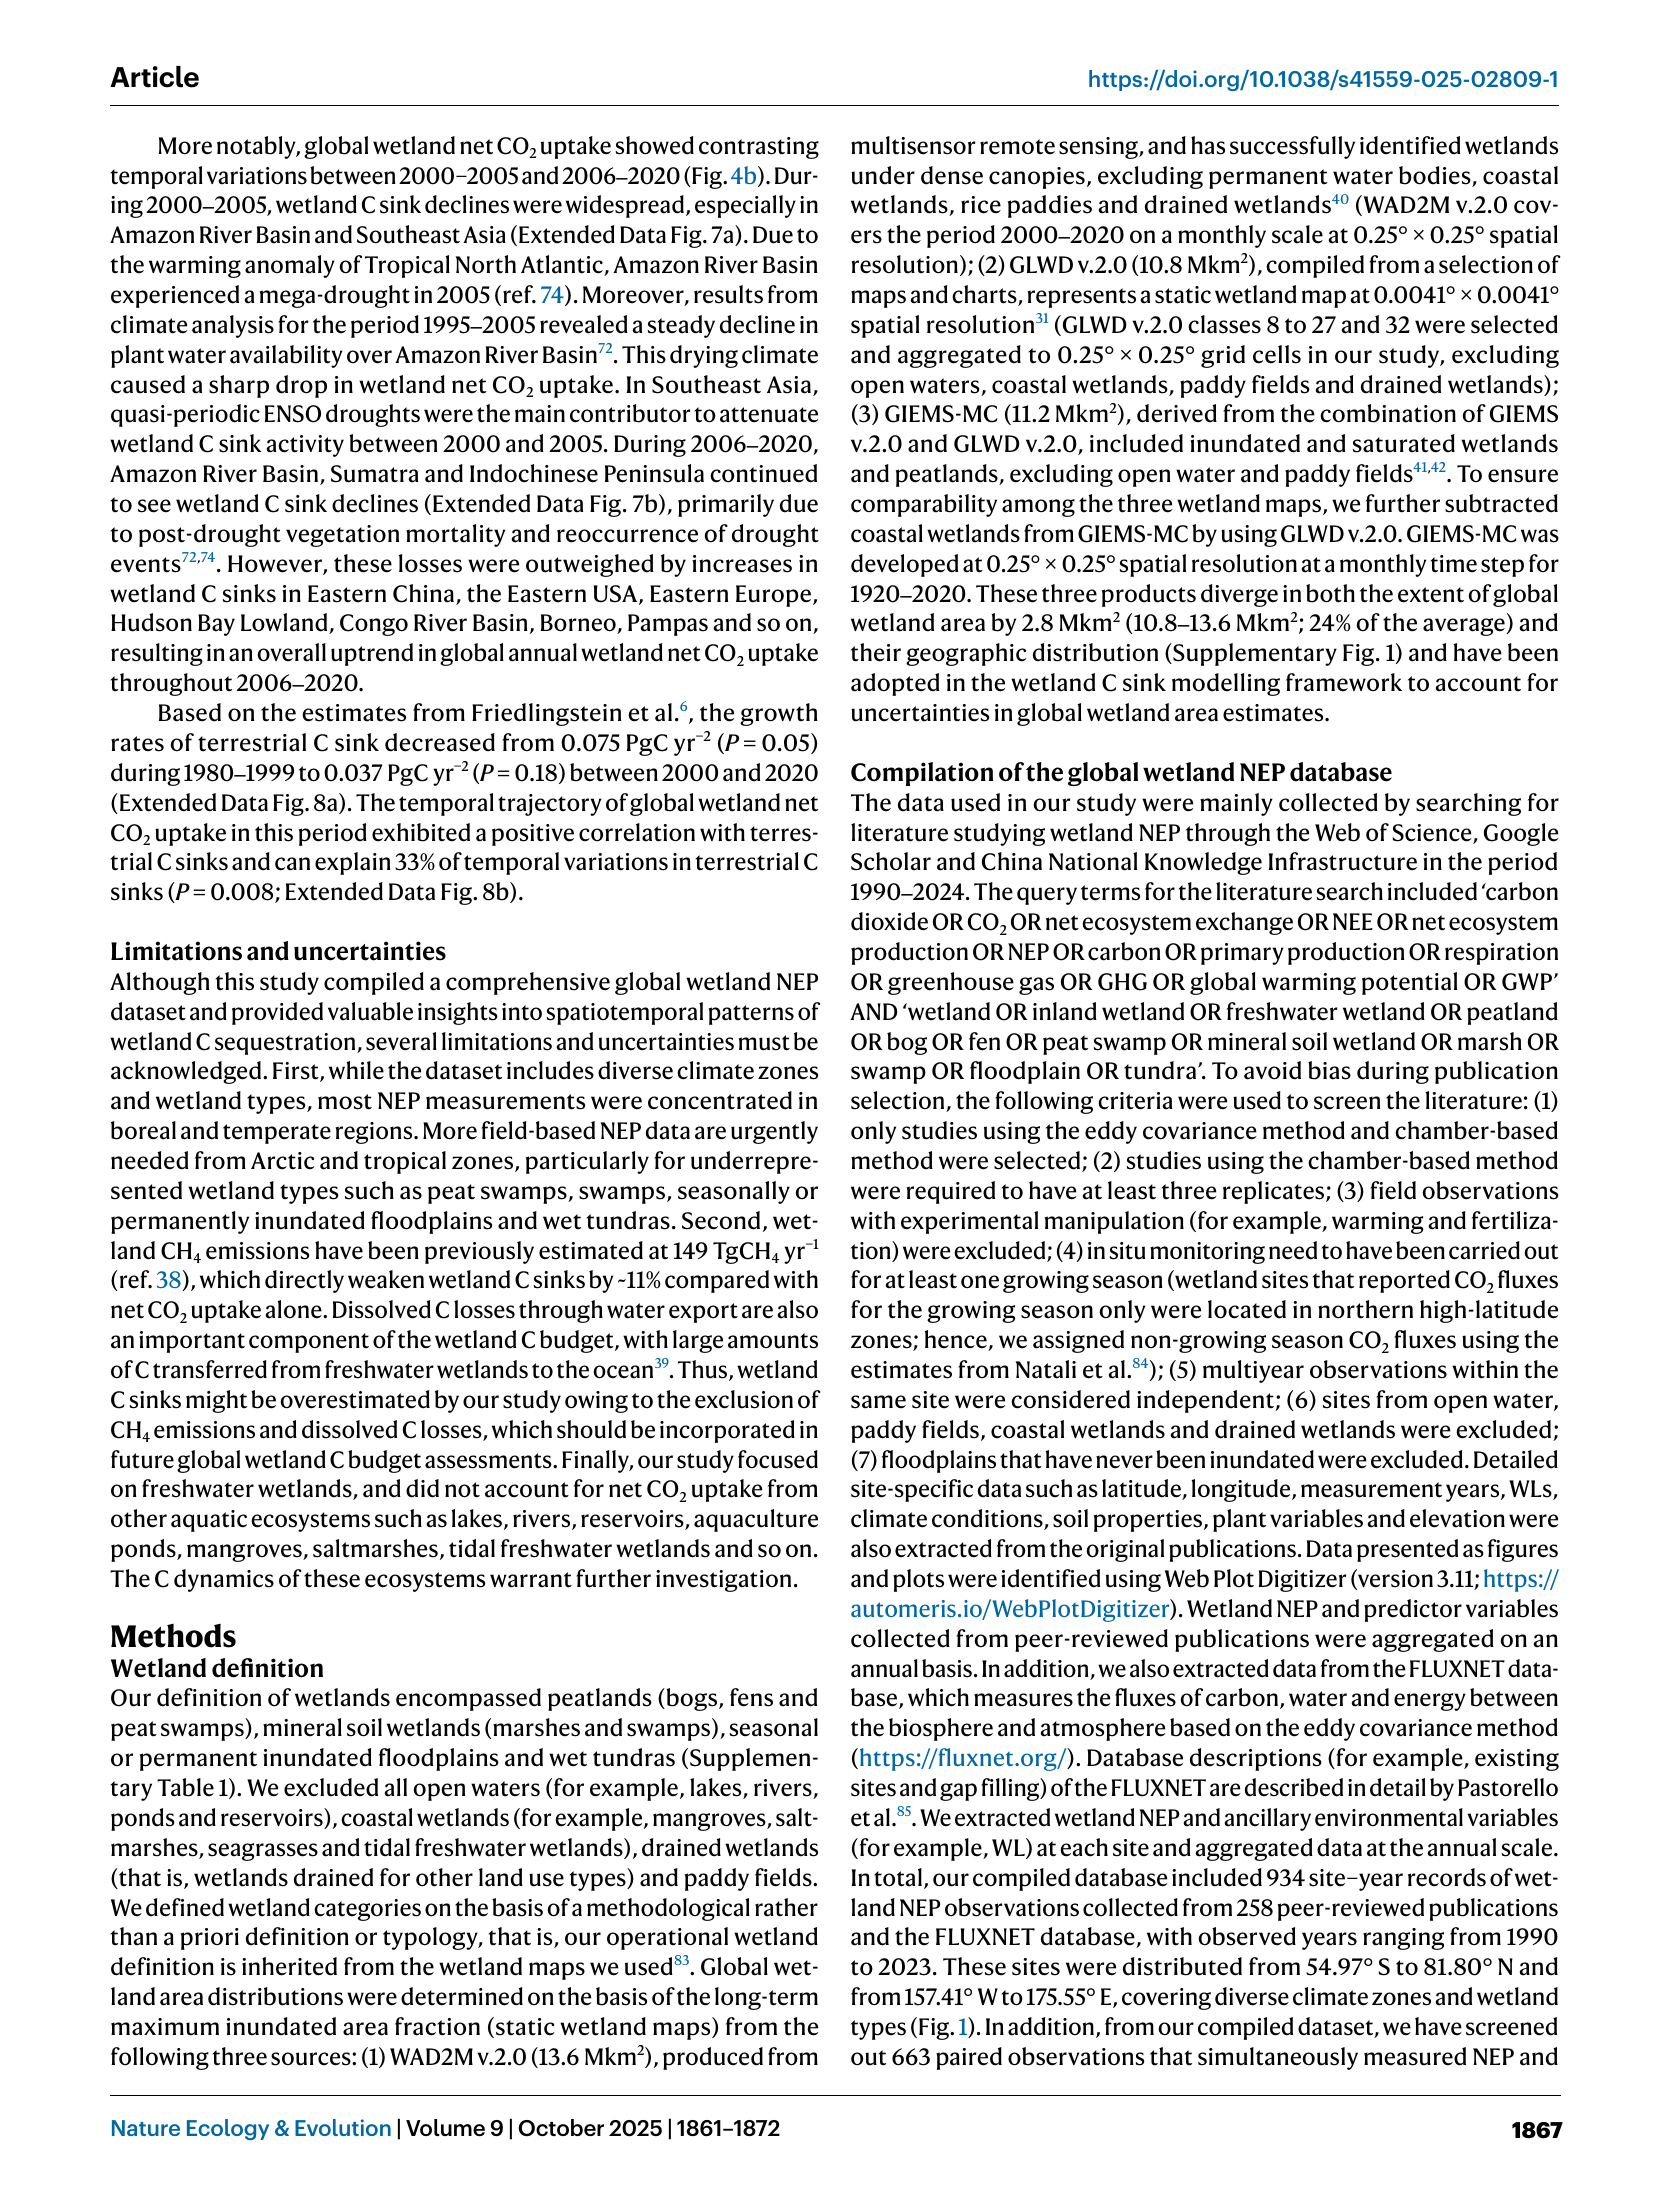 Article
https://doi.org/10.1038/s41559-025-02809-1
More notably, global wetland net CO₂ uptake showed contrasting
temporal variations between 2000–2005 and 2006–2020 (Fig. 4b). Dur-
ing 2000–2005, wetland C sink declines were widespread, especially in
Amazon River Basin and Southeast Asia (Extended Data Fig. 7a). Due to
the warming anomaly of Tropical North Atlantic, Amazon River Basin
experienced a mega-drought in 2005 (ref. 74). Moreover, results from
climate analysis for the period 1995–2005 revealed a steady decline in
plant water availability over Amazon River Basin⁷². This drying climate
caused a sharp drop in wetland net CO₂ uptake. In Southeast Asia,
quasi-periodic ENSO droughts were the main contributor to attenuate
wetland C sink activity between 2000 and 2005. During 2006–2020,
Amazon River Basin, Sumatra and Indochinese Peninsula continued
to see wetland C sink declines (Extended Data Fig. 7b), primarily due
to post-drought vegetation mortality and reoccurrence of drought
events⁷²,⁷⁴. However, these losses were outweighed by increases in
wetland C sinks in Eastern China, the Eastern USA, Eastern Europe,
Hudson Bay Lowland, Congo River Basin, Borneo, Pampas and so on,
resulting in an overall uptrend in global annual wetland net CO₂ uptake
throughout 2006–2020.
Based on the estimates from Friedlingstein et al.⁶, the growth
rates of terrestrial C sink decreased from 0.075 PgC yr⁻² (P = 0.05)
during 1980–1999 to 0.037 PgC yr⁻² (P = 0.18) between 2000 and 2020
(Extended Data Fig. 8a). The temporal trajectory of global wetland net
CO₂ uptake in this period exhibited a positive correlation with terres-
trial C sinks and can explain 33% of temporal variations in terrestrial C
sinks (P = 0.008; Extended Data Fig. 8b).
Limitations and uncertainties
Although this study compiled a comprehensive global wetland NEP
dataset and provided valuable insights into spatiotemporal patterns of
wetland C sequestration, several limitations and uncertainties must be
acknowledged. First, while the dataset includes diverse climate zones
and wetland types, most NEP measurements were concentrated in
boreal and temperate regions. More field-based NEP data are urgently
needed from Arctic and tropical zones, particularly for underrepre-
sented wetland types such as peat swamps, swamps, seasonally or
permanently inundated floodplains and wet tundras. Second, wet-
land CH₄ emissions have been previously estimated at 149 TgCH₄ yr⁻¹
(ref. 38), which directly weaken wetland C sinks by ~11% compared with
net CO₂ uptake alone. Dissolved C losses through water export are also
an important component of the wetland C budget, with large amounts
of C transferred from freshwater wetlands to the ocean³⁹. Thus, wetland
C sinks might be overestimated by our study owing to the exclusion of
CH₄ emissions and dissolved C losses, which should be incorporated in
future global wetland C budget assessments. Finally, our study focused
on freshwater wetlands, and did not account for net CO₂ uptake from
other aquatic ecosystems such as lakes, rivers, reservoirs, aquaculture
ponds, mangroves, saltmarshes, tidal freshwater wetlands and so on.
The C dynamics of these ecosystems warrant further investigation.
Methods
Wetland definition
Our definition of wetlands encompassed peatlands (bogs, fens and
peat swamps), mineral soil wetlands (marshes and swamps), seasonal
or permanent inundated floodplains and wet tundras (Supplemen-
tary Table 1). We excluded all open waters (for example, lakes, rivers,
ponds and reservoirs), coastal wetlands (for example, mangroves, salt-
marshes, seagrasses and tidal freshwater wetlands), drained wetlands
(that is, wetlands drained for other land use types) and paddy fields.
We defined wetland categories on the basis of a methodological rather
than a priori definition or typology, that is, our operational wetland
definition is inherited from the wetland maps we used⁸³. Global wet-
land area distributions were determined on the basis of the long-term
maximum inundated area fraction (static wetland maps) from the
following three sources: (1) WAD2M v.2.0 (13.6 Mkm²), produced from
multisensor remote sensing, and has successfully identified wetlands
under dense canopies, excluding permanent water bodies, coastal
wetlands, rice paddies and drained wetlands⁴⁰ (WAD2M v.2.0 cov-
ers the period 2000–2020 on a monthly scale at 0.25° × 0.25° spatial
resolution); (2) GLWD v.2.0 (10.8 Mkm²), compiled from a selection of
maps and charts, represents a static wetland map at 0.0041° × 0.0041°
spatial resolution³¹ (GLWD v.2.0 classes 8 to 27 and 32 were selected
and aggregated to 0.25° × 0.25° grid cells in our study, excluding
open waters, coastal wetlands, paddy fields and drained wetlands);
(3) GIEMS-MC (11.2 Mkm²), derived from the combination of GIEMS
v.2.0 and GLWD v.2.0, included inundated and saturated wetlands
and peatlands, excluding open water and paddy fields⁴¹,⁴². To ensure
comparability among the three wetland maps, we further subtracted
coastal wetlands from GIEMS-MC by using GLWD v.2.0. GIEMS-MC was
developed at 0.25° × 0.25° spatial resolution at a monthly time step for
1920–2020. These three products diverge in both the extent of global
wetland area by 2.8 Mkm² (10.8–13.6 Mkm²; 24% of the average) and
their geographic distribution (Supplementary Fig. 1) and have been
adopted in the wetland C sink modelling framework to account for
uncertainties in global wetland area estimates.
Compilation of the global wetland NEP database
The data used in our study were mainly collected by searching for
literature studying wetland NEP through the Web of Science, Google
Scholar and China National Knowledge Infrastructure in the period
1990–2024. The query terms for the literature search included ‘carbon
dioxide OR CO₂ OR net ecosystem exchange OR NEE OR net ecosystem
production OR NEP OR carbon OR primary production OR respiration
OR greenhouse gas OR GHG OR global warming potential OR GWP’
AND ‘wetland OR inland wetland OR freshwater wetland OR peatland
OR bog OR fen OR peat swamp OR mineral soil wetland OR marsh OR
swamp OR floodplain OR tundra’. To avoid bias during publication
selection, the following criteria were used to screen the literature: (1)
only studies using the eddy covariance method and chamber-based
method were selected; (2) studies using the chamber-based method
were required to have at least three replicates; (3) field observations
with experimental manipulation (for example, warming and fertiliza-
tion) were excluded; (4) in situ monitoring need to have been carried out
for at least one growing season (wetland sites that reported CO₂ fluxes
for the growing season only were located in northern high-latitude
zones; hence, we assigned non-growing season CO₂ fluxes using the
estimates from Natali et al.⁸⁴); (5) multiyear observations within the
same site were considered independent; (6) sites from open water,
paddy fields, coastal wetlands and drained wetlands were excluded;
(7) floodplains that have never been inundated were excluded. Detailed
site-specific data such as latitude, longitude, measurement years, WLs,
climate conditions, soil properties, plant variables and elevation were
also extracted from the original publications. Data presented as figures
and plots were identified using Web Plot Digitizer (version 3.11; https://
automeris.io/WebPlotDigitizer). Wetland NEP and predictor variables
collected from peer-reviewed publications were aggregated on an
annual basis. In addition, we also extracted data from the FLUXNET data-
base, which measures the fluxes of carbon, water and energy between
the biosphere and atmosphere based on the eddy covariance method
(https://fluxnet.org/). Database descriptions (for example, existing
sites and gap filling) of the FLUXNET are described in detail by Pastorello
et al.⁸⁵. We extracted wetland NEP and ancillary environmental variables
(for example, WL) at each site and aggregated data at the annual scale.
In total, our compiled database included 934 site–year records of wet-
land NEP observations collected from 258 peer-reviewed publications
and the FLUXNET database, with observed years ranging from 1990
to 2023. These sites were distributed from 54.97° S to 81.80° N and
from 157.41° W to 175.55° E, covering diverse climate zones and wetland
types (Fig. 1). In addition, from our compiled dataset, we have screened
out 663 paired observations that simultaneously measured NEP and
Nature Ecology & Evolution | Volume 9 | October 2025 | 1861–1872
1867